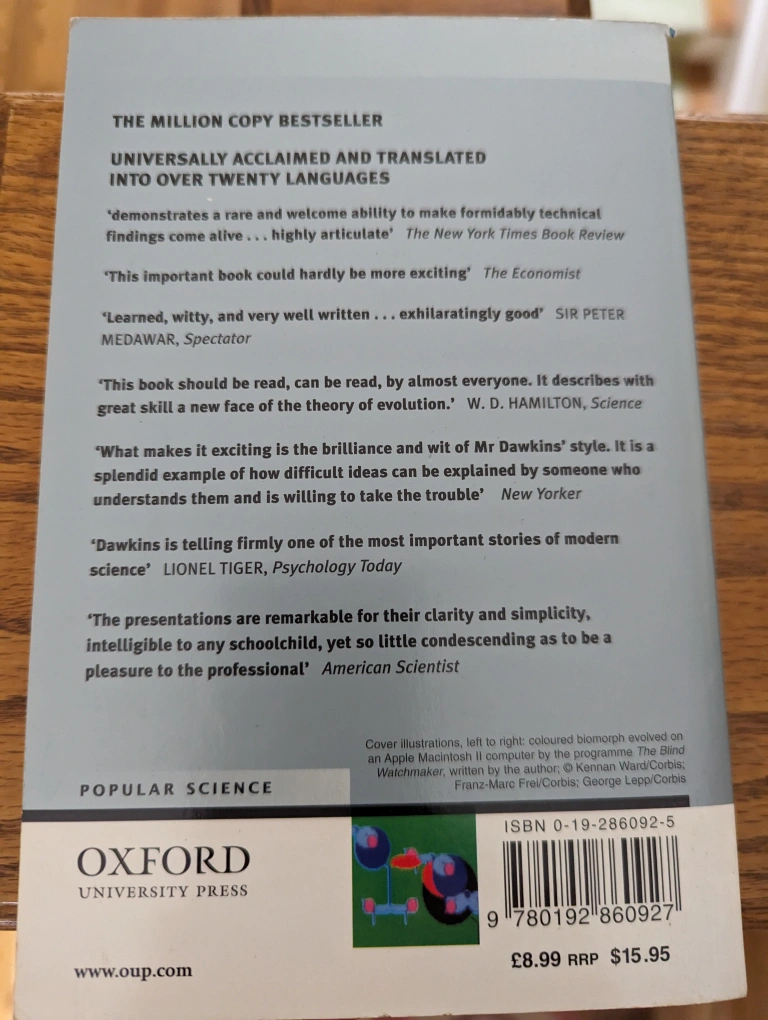 THE MILLION COPY BESTSELLER
UNIVERSALLY ACCLAIMED AND TRANSLATED
INTO OVER TWENTY LANGUAGES
‘demonstrates a rare and welcome ability to make formidably technical
findings come alive . . . highly articulate’ The New York Times Book Review
‘This important book could hardly be more exciting’ The Economist
‘Learned, witty, and very well written . . . exhilaratingly good’ SIR PETER
MEDAWAR, Spectator
‘This book should be read, can be read, by almost everyone. It describes with
great skill a new face of the theory of evolution.’ W. D. HAMILTON, Science
‘What makes it exciting is the brilliance and wit of Mr Dawkins’ style. It is a
splendid example of how difficult ideas can be explained by someone who
understands them and is willing to take the trouble’ New Yorker
‘Dawkins is telling firmly one of the most important stories of modern
science’ LIONEL TIGER, Psychology Today
‘The presentations are remarkable for their clarity and simplicity,
intelligible to any schoolchild, yet so little condescending as to be a
pleasure to the professional’ American Scientist
Cover illustrations, left to right: coloured biomorph evolved on
an Apple Macintosh II computer by the programme The Blind
Watchmaker, written by the author; © Kennan Ward/Corbis;
Franz-Marc Frei/Corbis; George Lepp/Corbis
POPULAR SCIENCE
OXFORD
UNIVERSITY PRESS
www.oup.com
ISBN 0-19-286092-5
9 780192 860927
£8.99 RRP $15.95